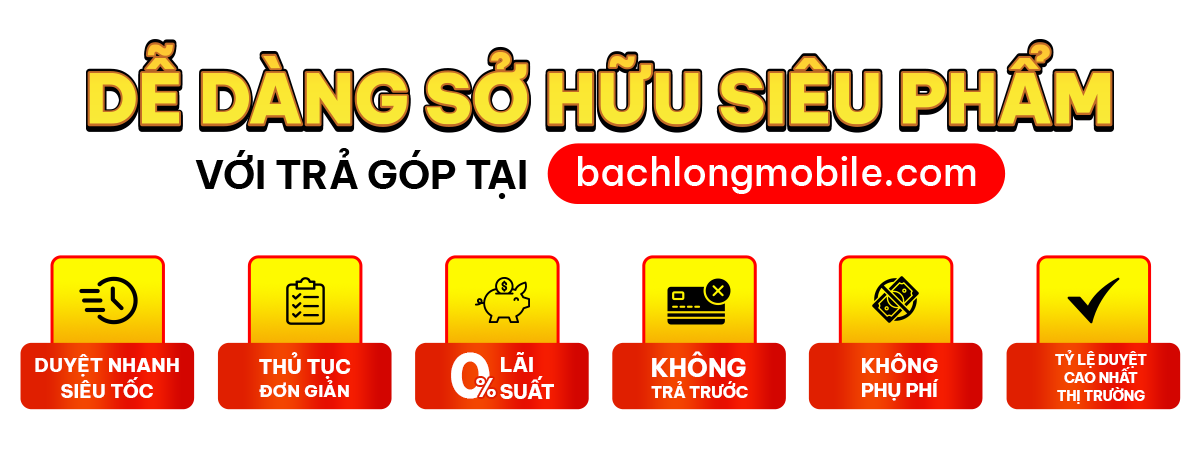 DỄ DÀNG SỞ HỮU SIÊU PHẨM
VỚI TRẢ GÓP TẠI bachlongmobile.com
DUYỆT NHANH
SIÊU TỐC
THỦ TỤC
ĐƠN GIẢN
0% LÃI
SUẤT
KHÔNG
TRẢ TRƯỚC
KHÔNG
PHỤ PHÍ
TỶ LỆ DUYỆT
CAO NHẤT
THỊ TRƯỜNG